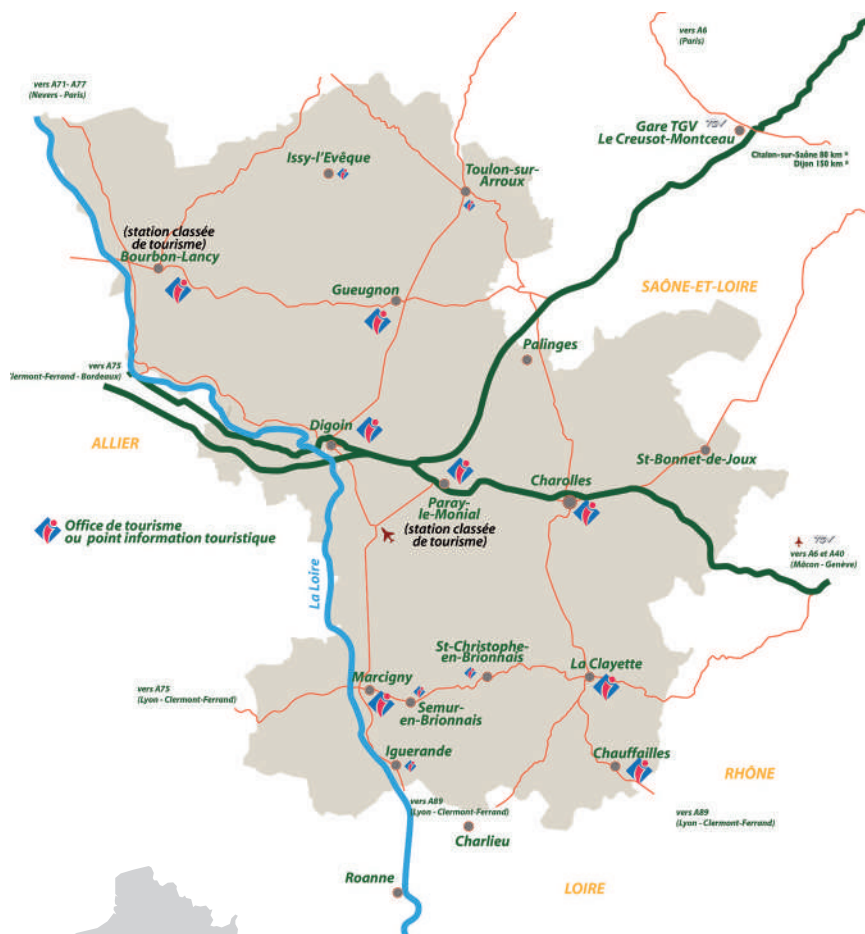 vers A6
(Paris)
vers A71- A77
(Nevers - Paris)
Gare TGV
Le Creusot-Montceau
TGV
Chalon-sur-Saône 80 km *
Dijon 150 km *
Issy-l'Evêque
Toulon-sur-
Arroux
(station classée
de tourisme)
Bourbon-Lancy
SAÔNE-ET-LOIRE
Gueugnon
Palinges
vers A75
Clermont-Ferrand - Bordeaux)
Digoin
ALLIER
St-Bonnet-de-Joux
Charolles
Paray-
le-Monial
(station classée
de tourisme)
Office de tourisme
ou point information touristique
TGV
vers A6 et A40
(Mâcon - Genève)
La Loire
St-Christophe-
en-Brionnais
La Clayette
Marcigny
vers A75
(Lyon - Clermont-Ferrand)
Semur-
en-Brionnais
Iguerande
Chauffailles
RHÔNE
vers A89
(Lyon - Clermont-Ferrand)
vers A89
(Lyon - Clermont-Ferrand)
Charlieu
Roanne
LOIRE